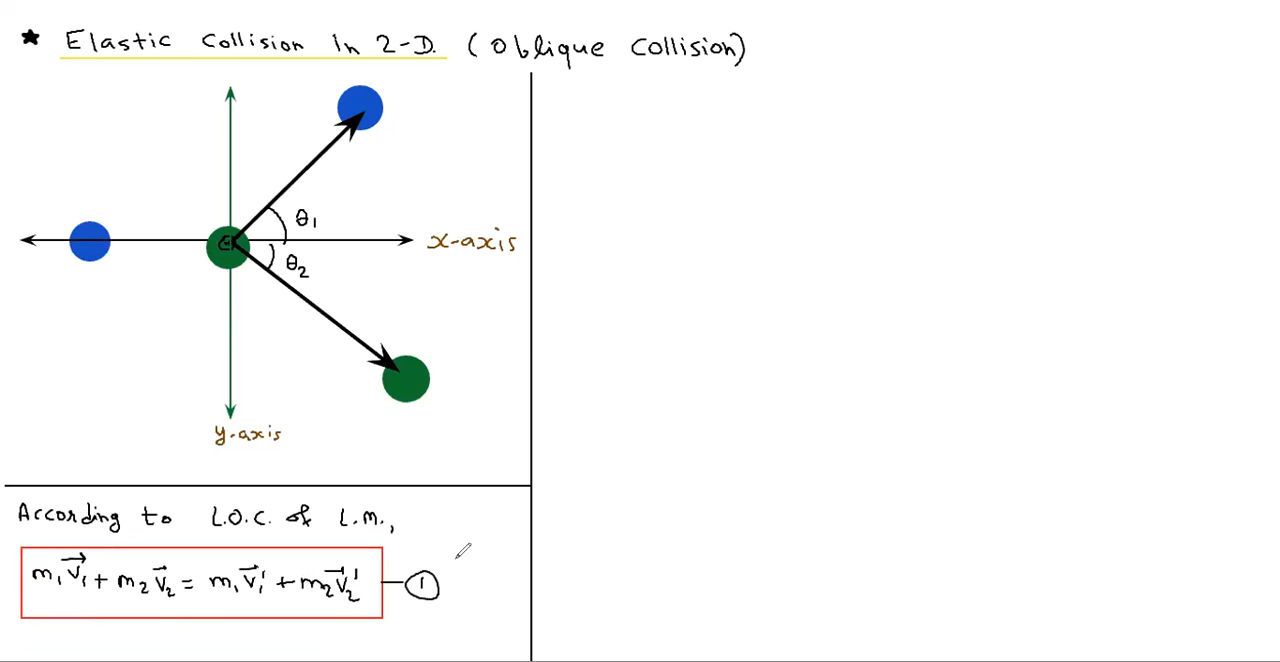 ★ Elastic Collision in 2-D. (Oblique Collision)
θ₁
x-axis
θ₂
y-axis
According to L.O.C. of L.M.,
m₁v⃗₁ + m₂v⃗₂ = m₁v⃗₁' + m₂v⃗₂' — ①